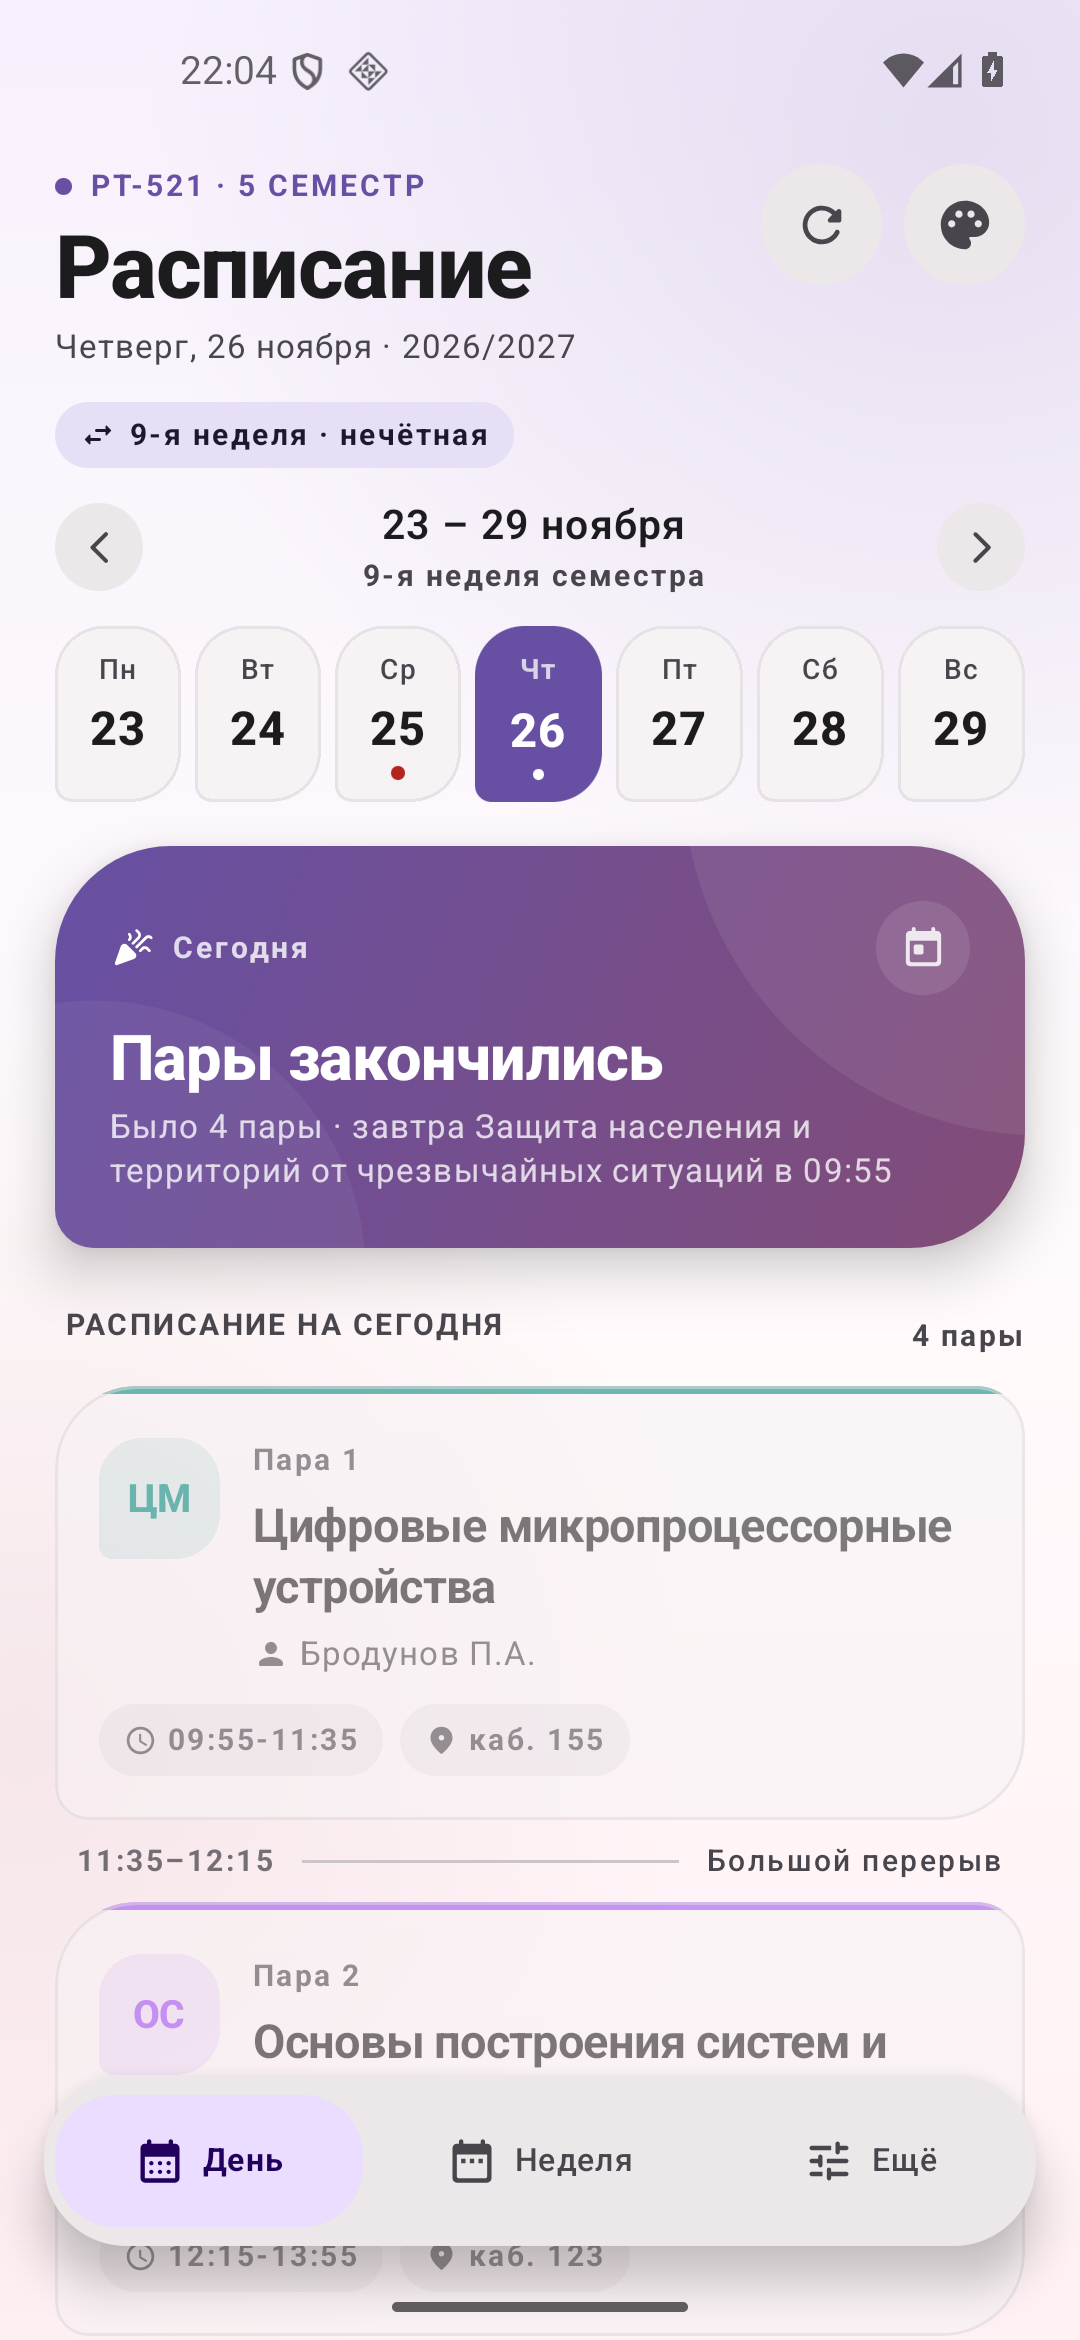 22:04
РТ-521 · 5 СЕМЕСТР
Расписание
Четверг, 26 ноября · 2026/2027
9-я неделя · нечётная
23 – 29 ноября
9-я неделя семестра
Пн Вт Ср Чт Пт Сб Вс
23 24 25 26 27 28 29
Сегодня
Пары закончились
Было 4 пары · завтра Защита населения и
территорий от чрезвычайных ситуаций в 09:55
РАСПИСАНИЕ НА СЕГОДНЯ
4 пары
ЦМ
Пара 1
Цифровые микропроцессорные
устройства
Бродунов П.А.
09:55-11:35
каб. 155
11:35–12:15
Большой перерыв
ОС
Пара 2
Основы построения систем и
День
Неделя
Ещё
12:15-13:55
каб. 123